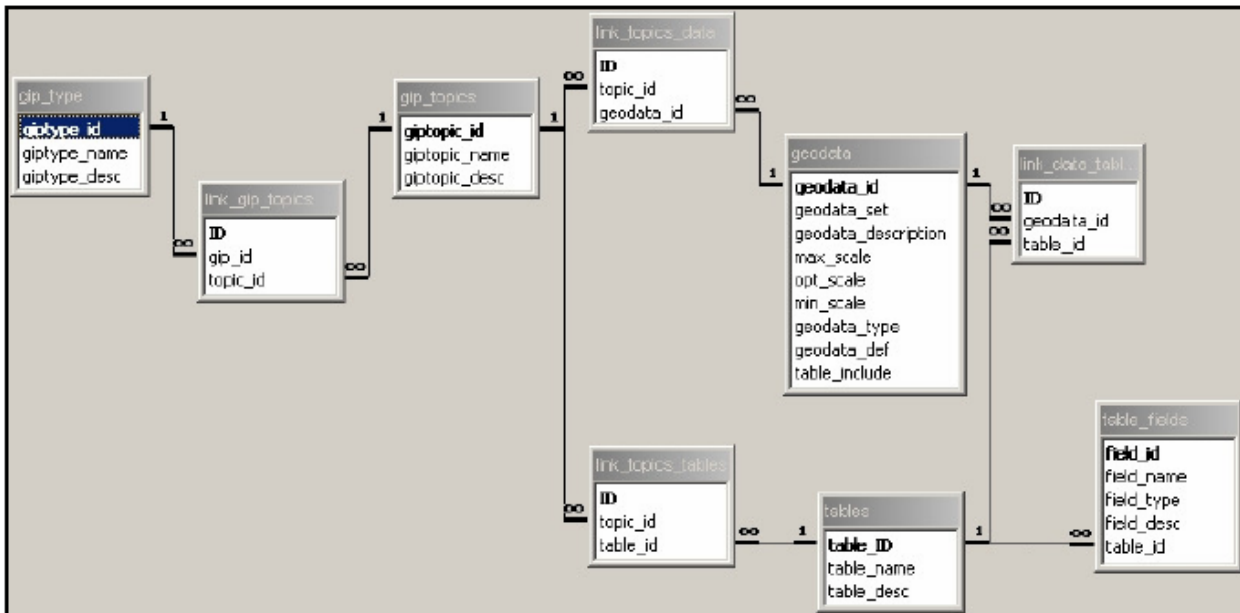 gip_type
giptype_id
giptype_name
giptype_desc
1
∞
link_gip_topics
ID
gip_id
topic_id
∞
1
gip_topics
giptopic_id
giptopic_name
giptopic_desc
1
∞
link_topics_data
ID
topic_id
geodata_id
∞
1
geodata
geodata_id
geodata_set
geodata_description
max_scale
opt_scale
min_scale
geodata_type
geodata_def
table_include
1
∞
∞
link_data_tabl...
ID
geodata_id
table_id
∞
link_topics_tables
ID
topic_id
table_id
∞
1
tables
table_ID
table_name
table_desc
1
∞
table_fields
field_id
field_name
field_type
field_desc
table_id